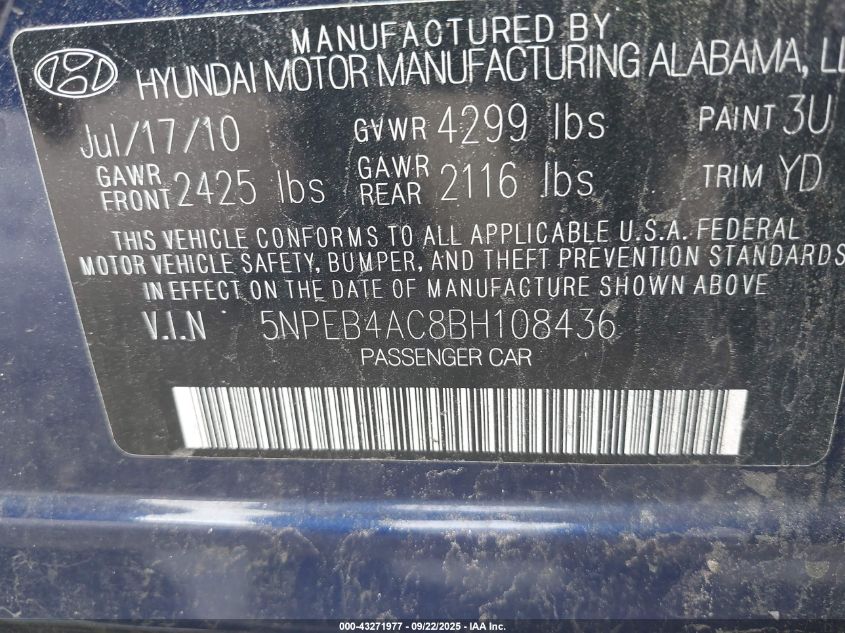 MANUFACTURED BY
HYUNDAI MOTOR MANUFACTURING ALABAMA,
Jul/17/10 GVWR 4299 lbs PAINT 3U
GAWR FRONT 2425 lbs GAWR REAR 2116 lbs TRIM YD
THIS VEHICLE CONFORMS TO ALL APPLICABLE U.S.A. FEDERAL
MOTOR VEHICLE SAFETY, BUMPER, AND THEFT PREVENTION STANDARDS
IN EFFECT ON THE DATE OF MANUFACTURE SHOWN ABOVE
V.I.N 5NPEB4AC8BH108436
PASSENGER CAR
000-43271977 - 09/22/2025 - IAA Inc.